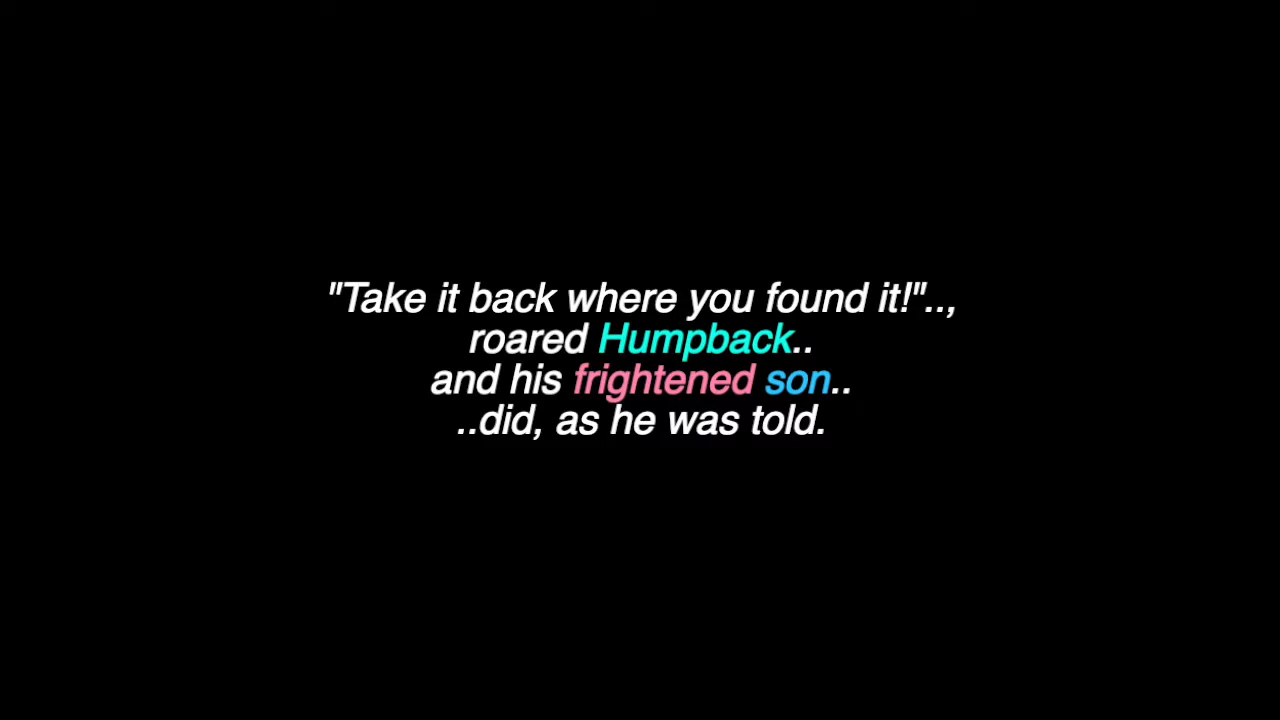 "Take it back where you found it!"..,
roared Humpback..
and his frightened son..
..did, as he was told.